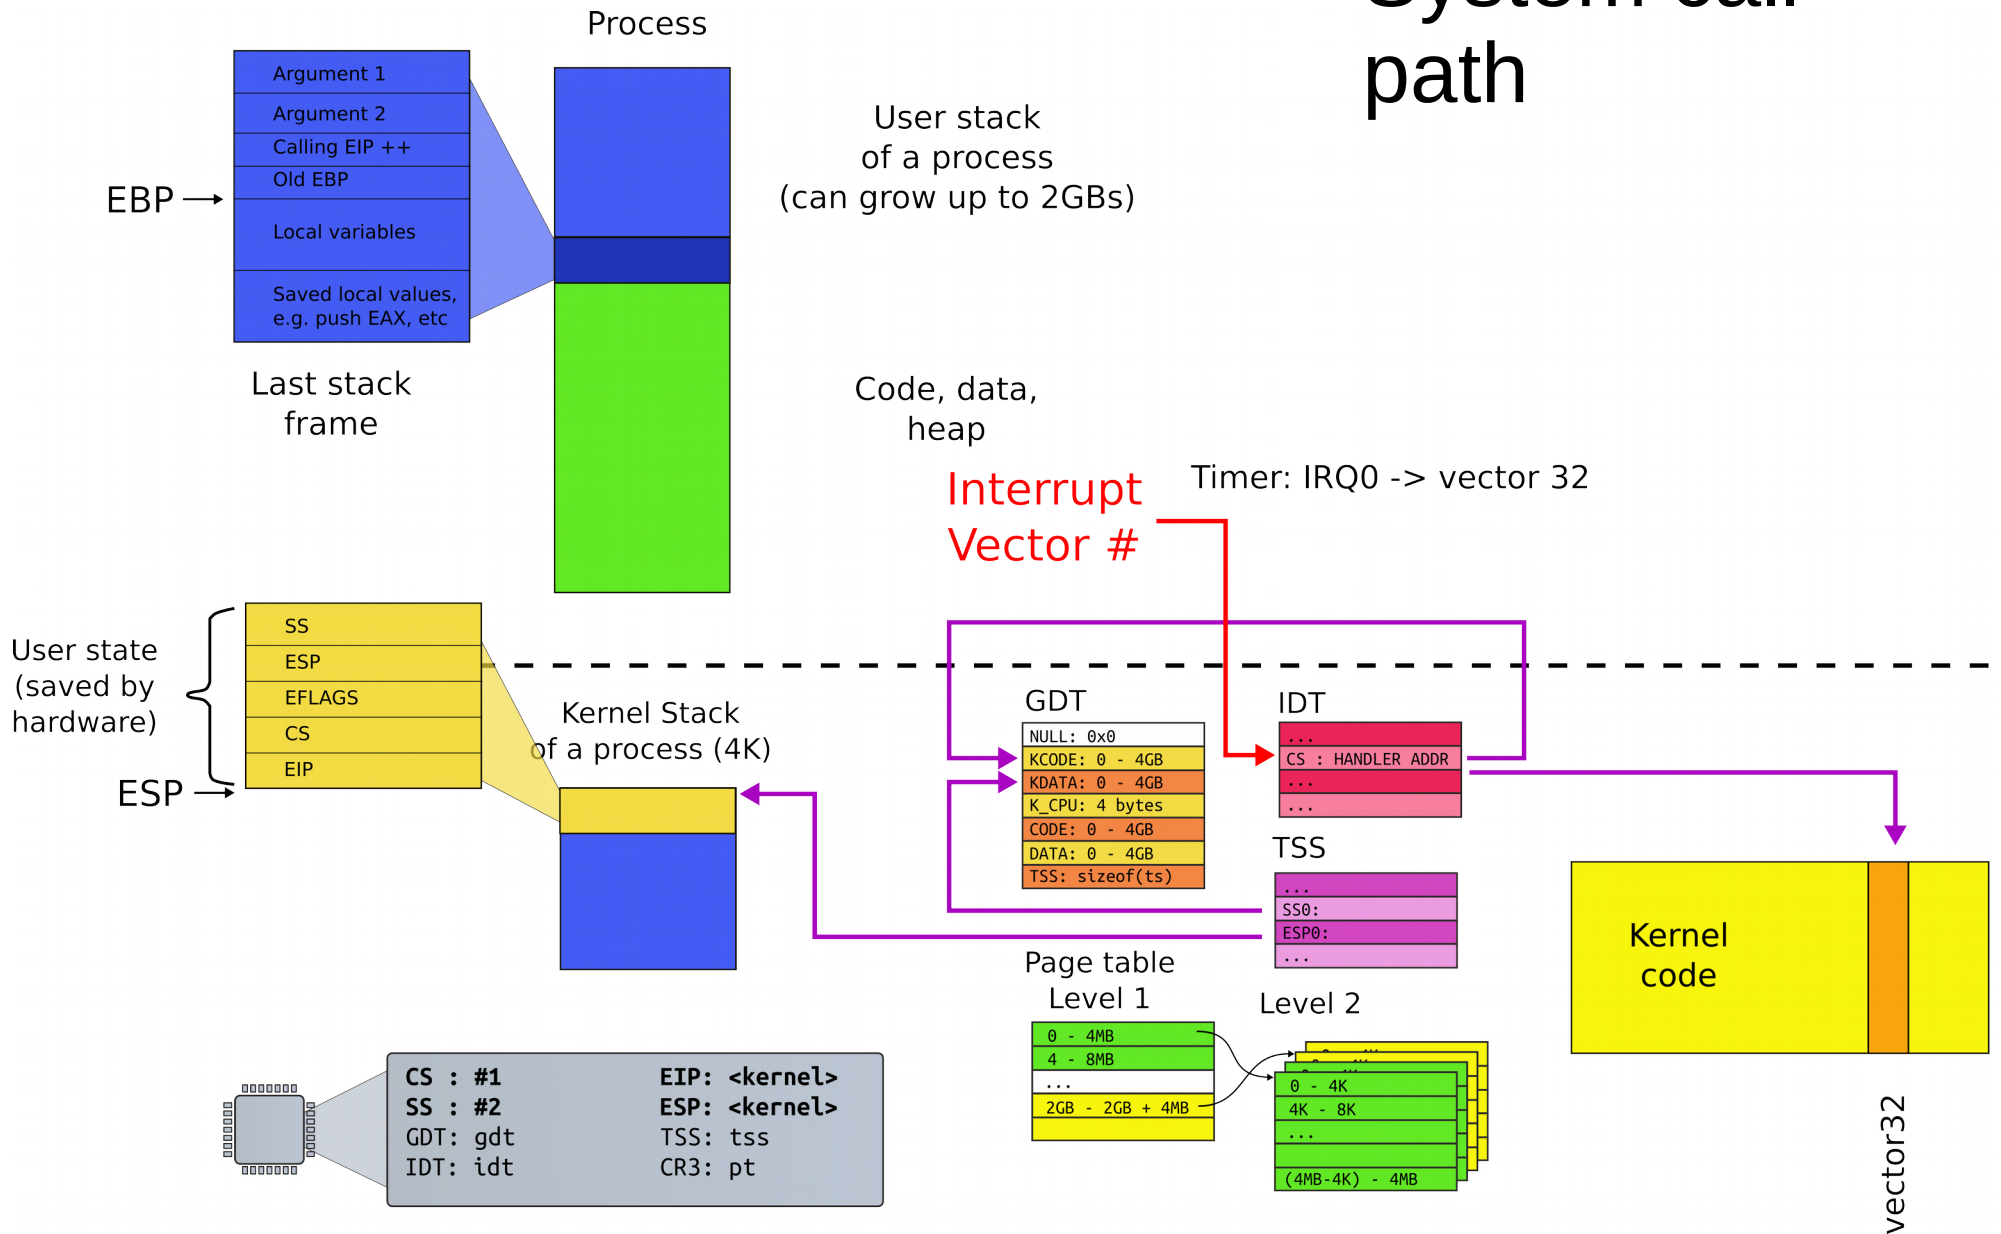 System call
path
Process
Argument 1
Argument 2
Calling EIP ++
Old EBP
EBP
Local variables
Saved local values,
e.g. push EAX, etc
Last stack
frame
User stack
of a process
(can grow up to 2GBs)
Code, data,
heap
Interrupt
Vector #
Timer: IRQ0 -> vector 32
User state
(saved by
hardware)
SS
ESP
EFLAGS
CS
EIP
ESP
Kernel Stack
of a process (4K)
GDT
NULL: 0x0
KCODE: 0 - 4GB
KDATA: 0 - 4GB
K_CPU: 4 bytes
CODE: 0 - 4GB
DATA: 0 - 4GB
TSS: sizeof(ts)
IDT
...
CS : HANDLER ADDR
...
...
TSS
...
SS0:
ESP0:
...
Kernel
code
vector32
Page table
Level 1
0 - 4MB
4 - 8MB
...
2GB - 2GB + 4MB
Level 2
0 - 4K
4K - 8K
...
(4MB-4K) - 4MB
CS : #1
SS : #2
GDT: gdt
IDT: idt
EIP: <kernel>
ESP: <kernel>
TSS: tss
CR3: pt